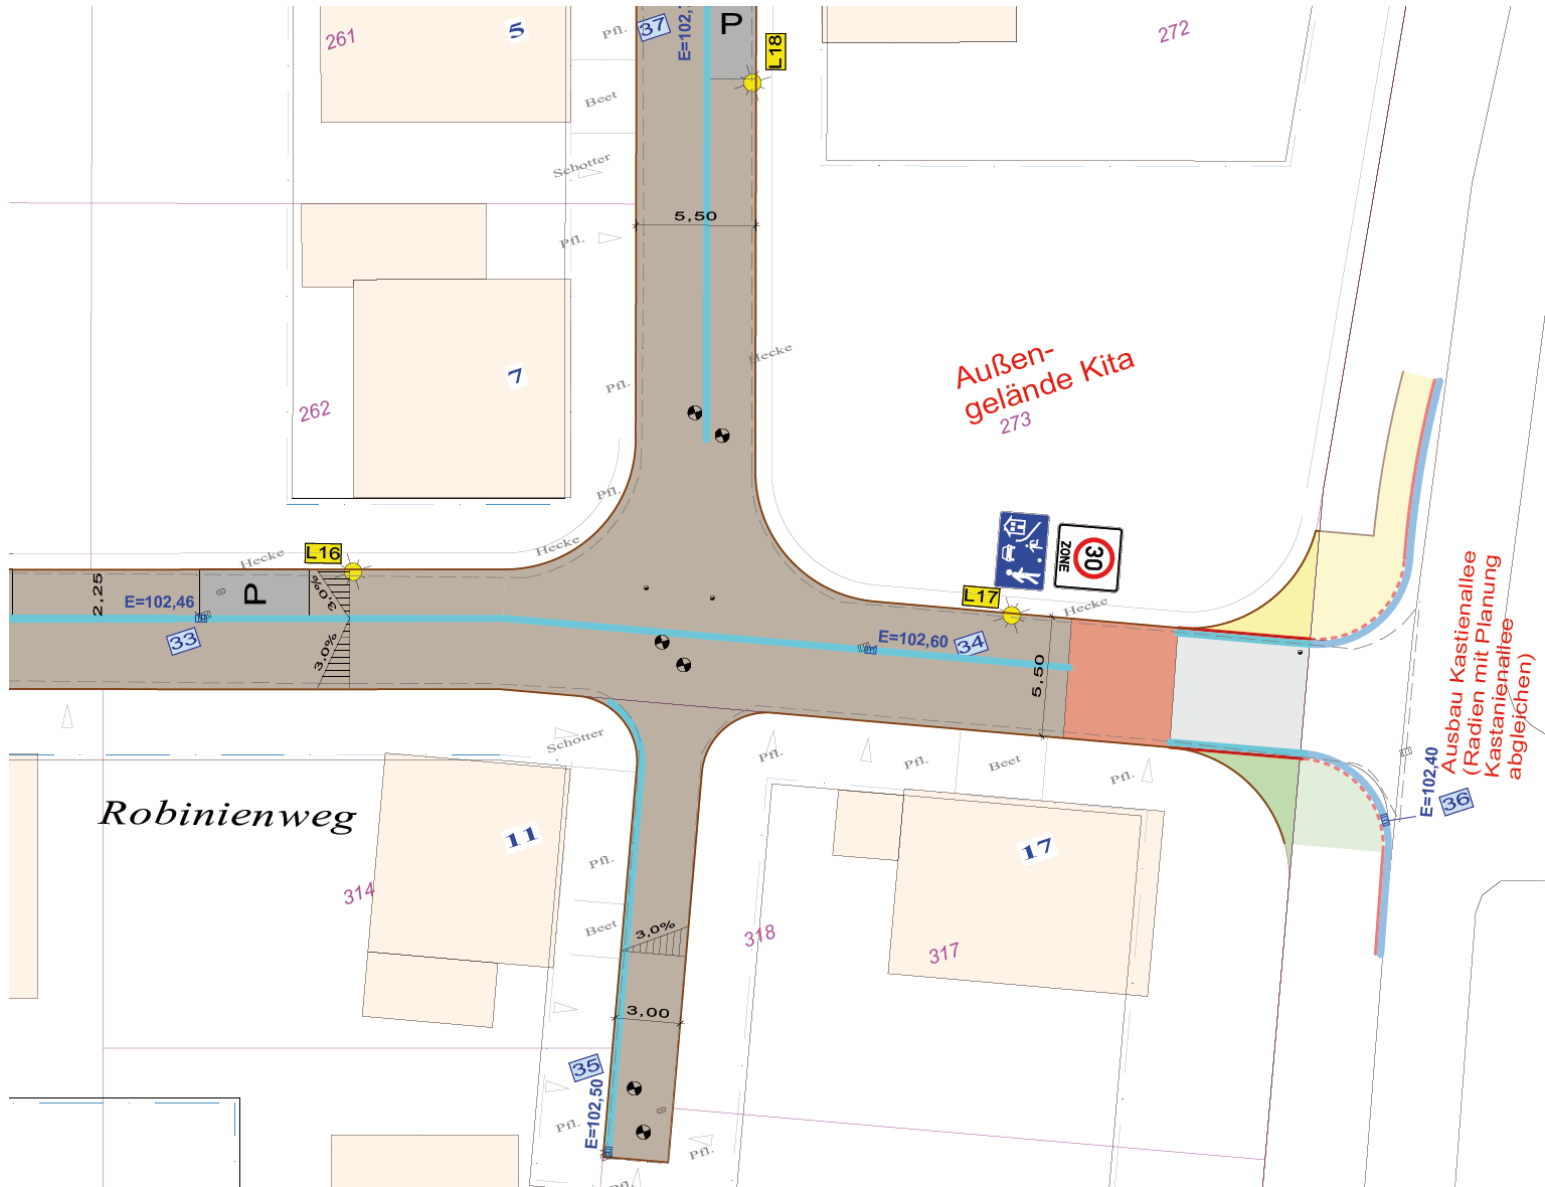 261
5
Pfl.
37
E=102,
P
L18
272
Beet
Schotter
5,50
Pfl.
7
262
Pfl.
Hecke
Außen-
gelände Kita
273
Pfl.
Hecke
Hecke
L16
2,25
E=102,46
33
P
3.0%
3.0%
ZONE
30
L17
Hecke
E=102,60
34
5,50
Ausbau Kastienallee
(Radien mit Planung
Kastanienallee
abgleichen)
E=102,40
36
Schotter
Pfl.
Pfl.
Beet
Pfl.
Robinienweg
11
17
314
Pfl.
Beet
3,0%
318
317
3,00
35
E=102,50
Pfl.
Pfl.
Pfl.